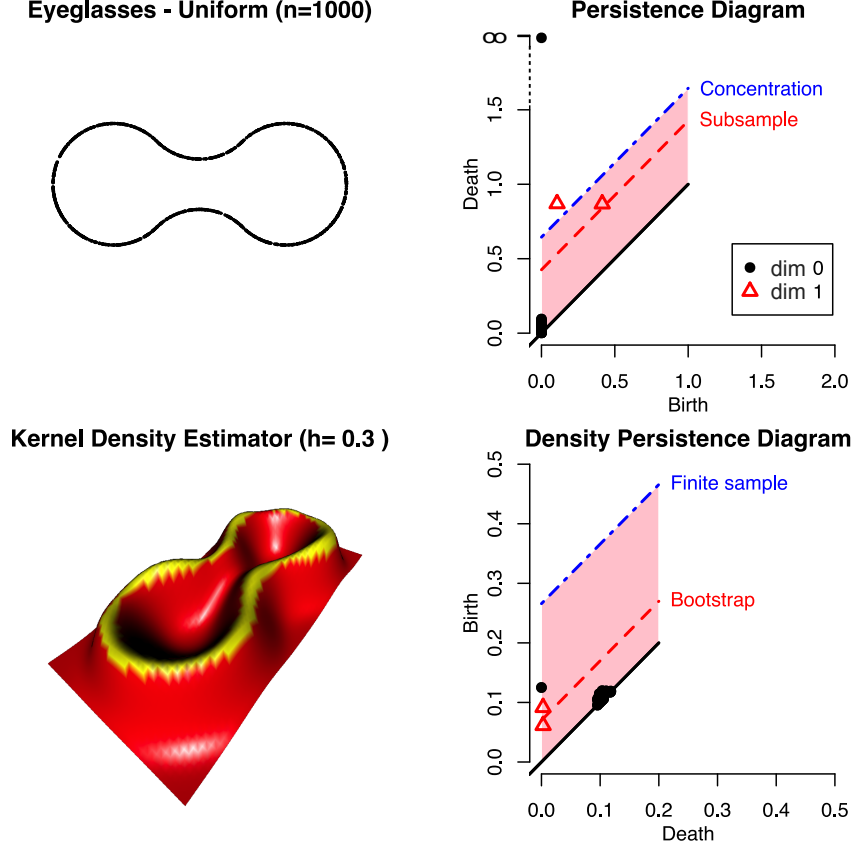 Eyeglasses - Uniform (n=1000)
Persistence Diagram
∞
1.5
1.0
0.5
0.0
Death
Concentration
Subsample
dim 0
dim 1
0.0 0.5 1.0 1.5 2.0
Birth
Kernel Density Estimator (h= 0.3 )
Density Persistence Diagram
0.5
0.4
0.3
0.2
0.1
0.0
Birth
Finite sample
Bootstrap
0.0 0.1 0.2 0.3 0.4 0.5
Death